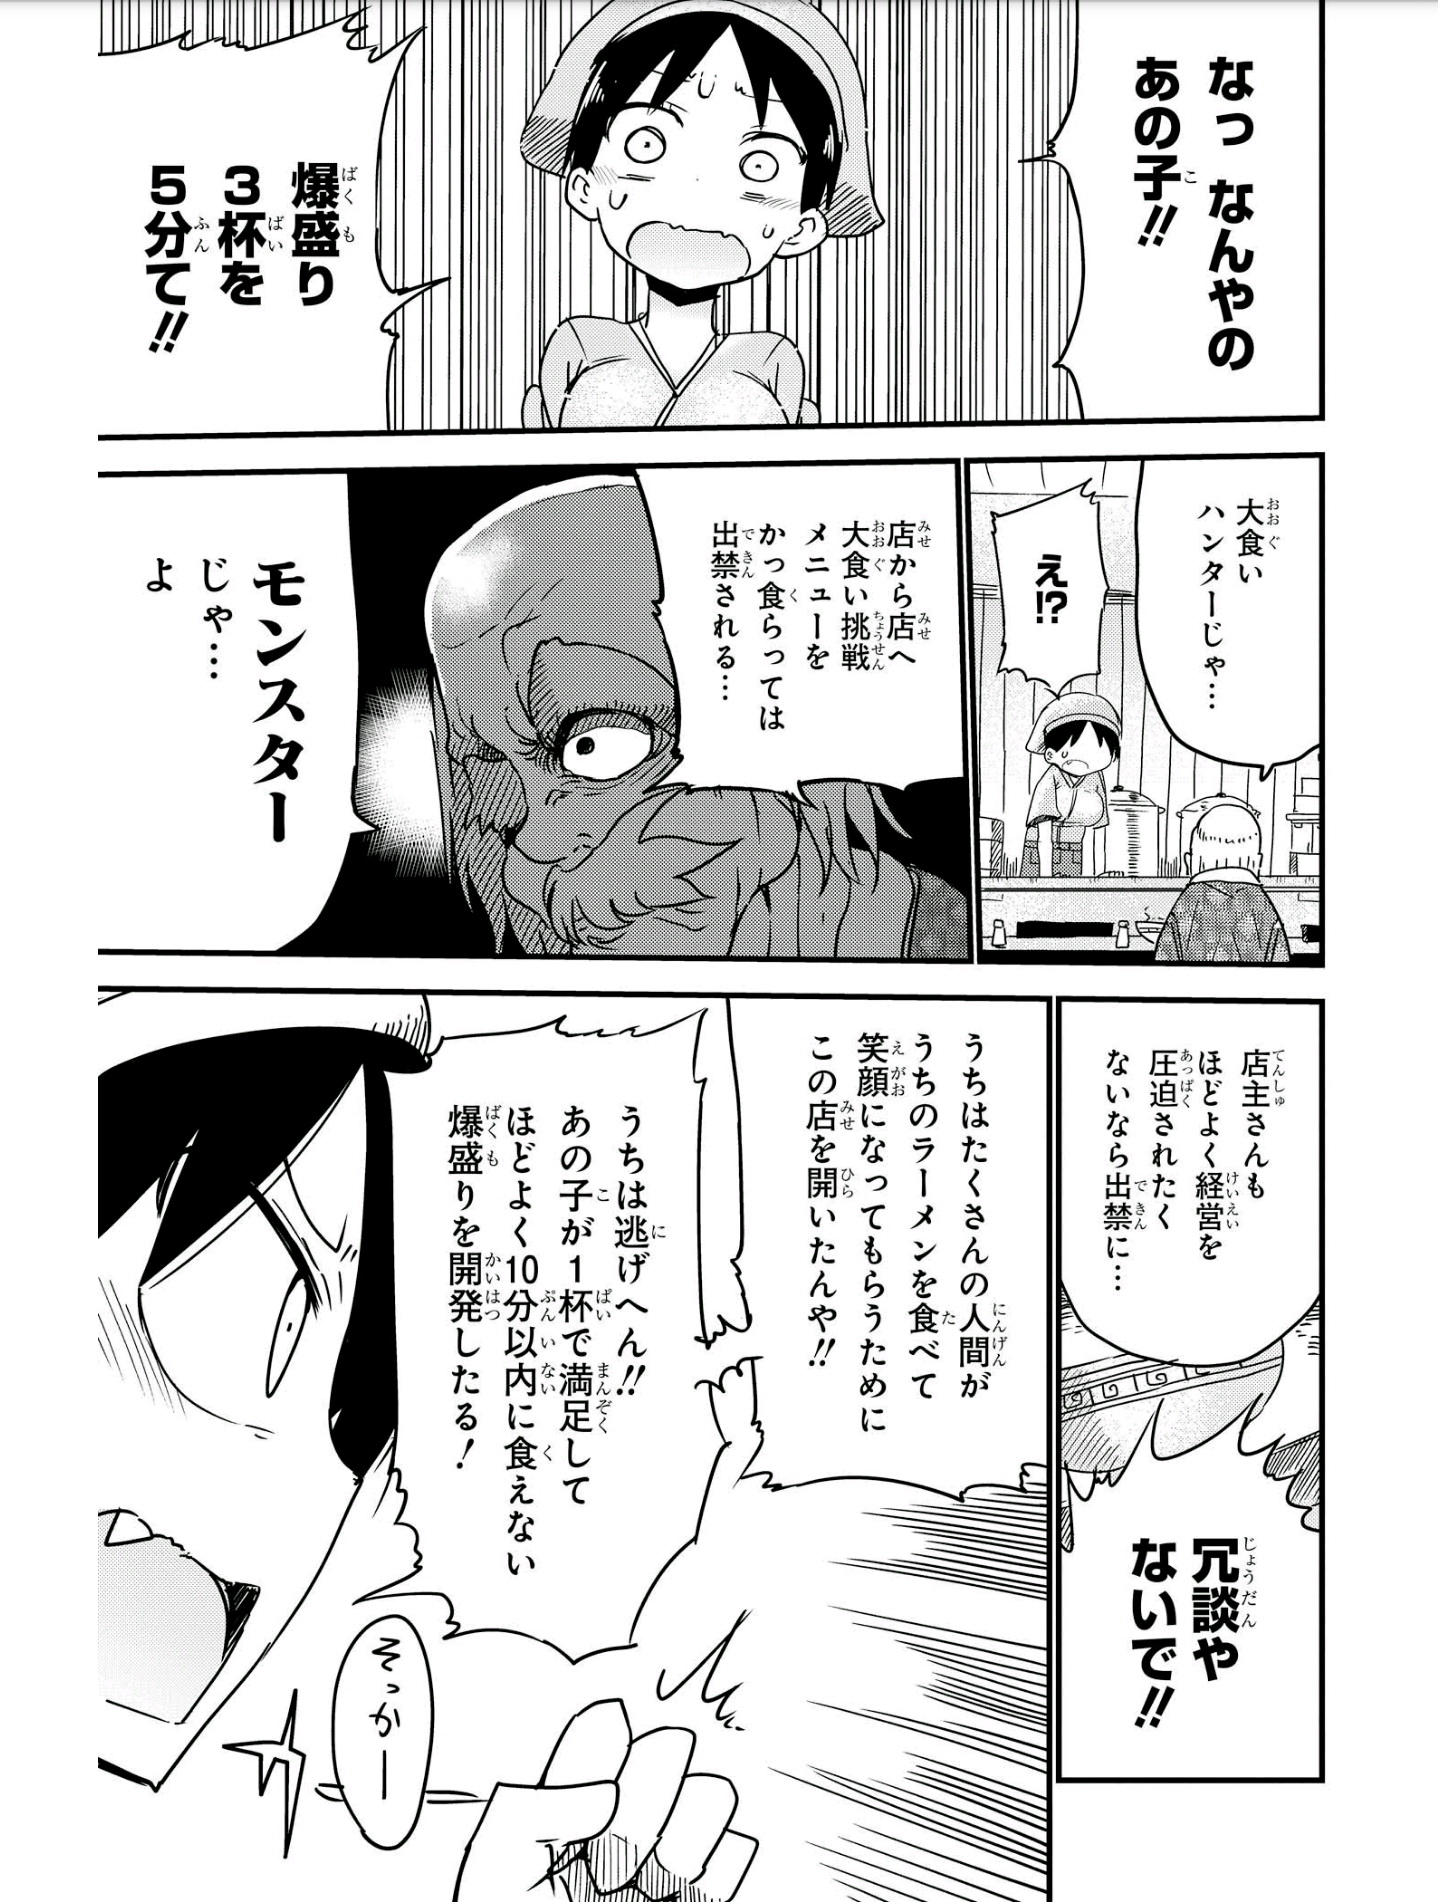 なっ なんやの
あの子!!
爆盛り
3杯を
5分て!!
大食い
ハンターじゃ…
え!?
店から店へ
大食い挑戦
メニューを
かっ食らっては
出禁される…
モンスター
じゃ…
よ
店主さんも
ほどよく経営を
圧迫されたく
ないなら出禁に…
冗談や
ないで!!
うちはたくさんの人間が
うちのラーメンを食べて
笑顔になってもらうために
この店を開いたんや!!
うちは逃げへん!!
あの子が1杯で満足して
ほどよく10分以内に食えない
爆盛りを開発したる!
そっかー